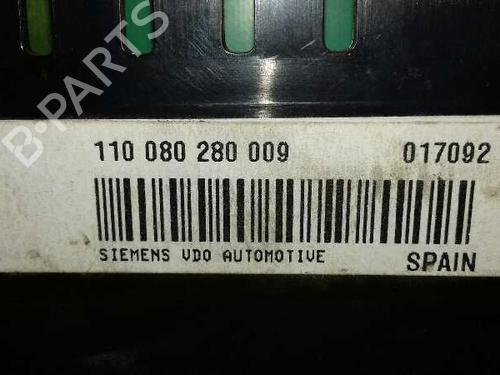 B-PARTS
110 080 280 009 017092
SIEMENS VDO AUTOMOTIVE SPAIN